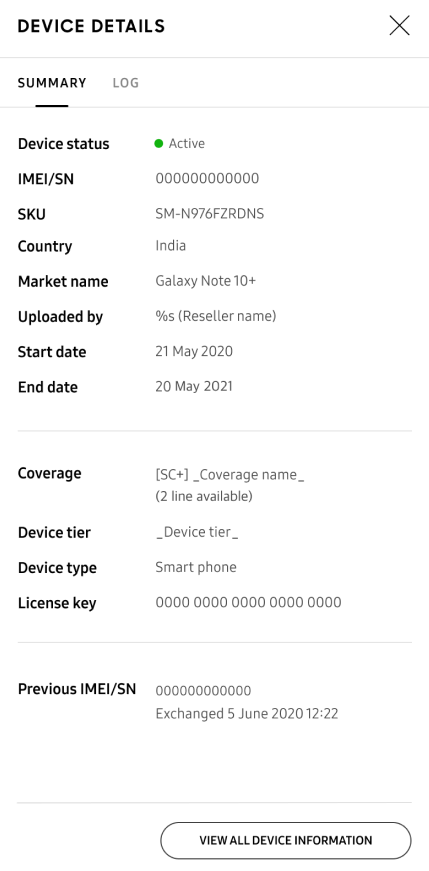 DEVICE DETAILS
SUMMARY LOG
Device status Active
IMEI/SN 000000000000
SKU SM-N976FZRDNS
Country India
Market name Galaxy Note 10+
Uploaded by %s (Reseller name)
Start date 21 May 2020
End date 20 May 2021
Coverage [SC+] _Coverage name_
(2 line available)
Device tier _Device tier_
Device type Smart phone
License key 0000 0000 0000 0000 0000
Previous IMEI/SN 000000000000
Exchanged 5 June 2020 12:22
VIEW ALL DEVICE INFORMATION